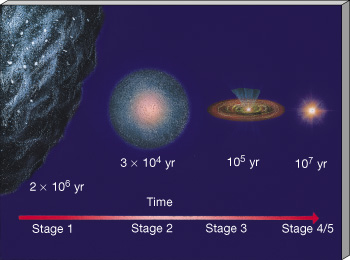 3 × 10⁴ yr
10⁵ yr
10⁷ yr
2 × 10⁶ yr
Time
Stage 1
Stage 2
Stage 3
Stage 4/5